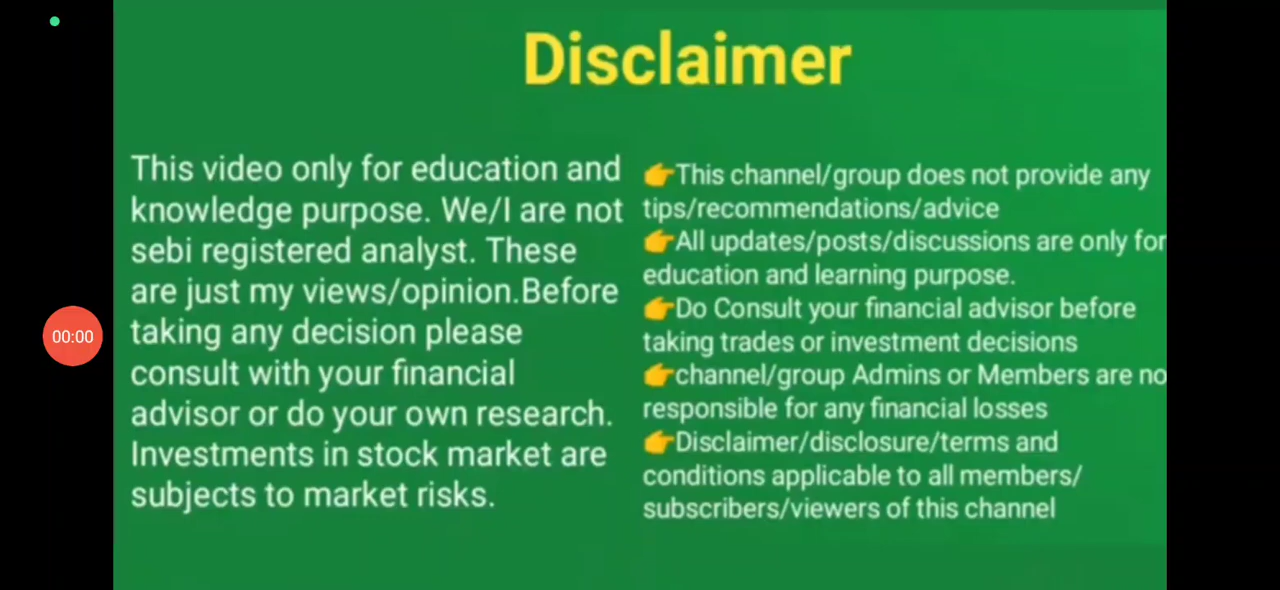 Disclaimer
This video only for education and
knowledge purpose. We/I are not
sebi registered analyst. These
are just my views/opinion.Before
taking any decision please
consult with your financial
advisor or do your own research.
Investments in stock market are
subjects to market risks.
👉This channel/group does not provide any
tips/recommendations/advice
👉All updates/posts/discussions are only for
education and learning purpose.
👉Do Consult your financial advisor before
taking trades or investment decisions
👉channel/group Admins or Members are no
responsible for any financial losses
👉Disclaimer/disclosure/terms and
conditions applicable to all members/
subscribers/viewers of this channel
00:00